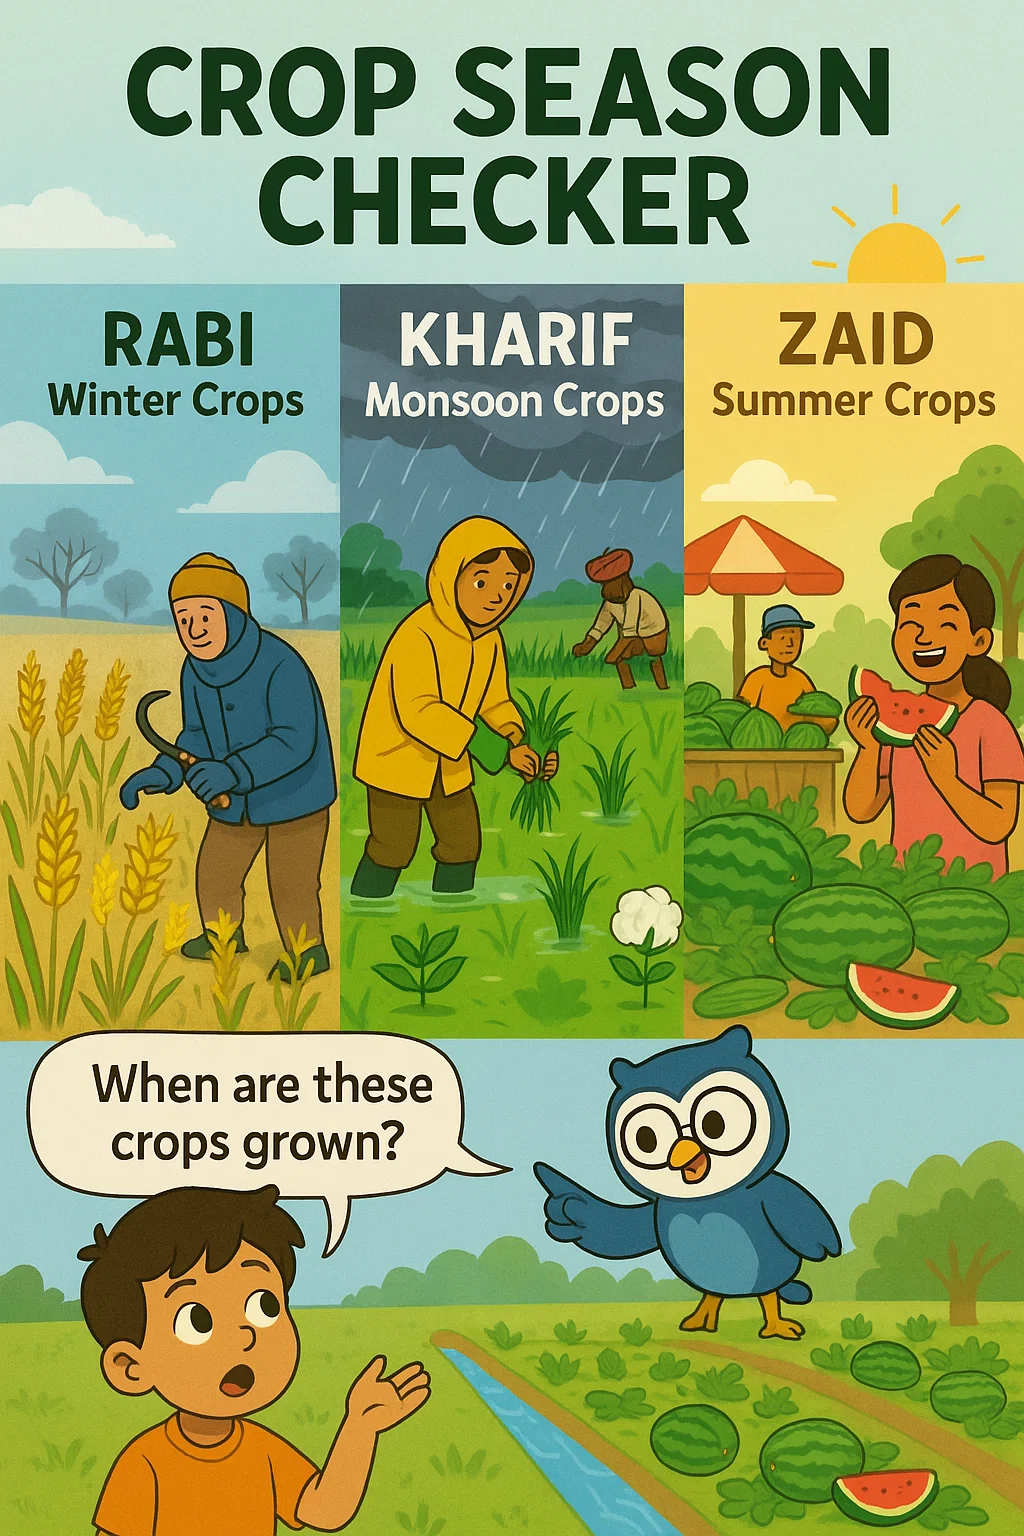 CROP SEASON
CHECKER
RABI
Winter Crops
KHARIF
Monsoon Crops
ZAID
Summer Crops
When are these
crops grown?